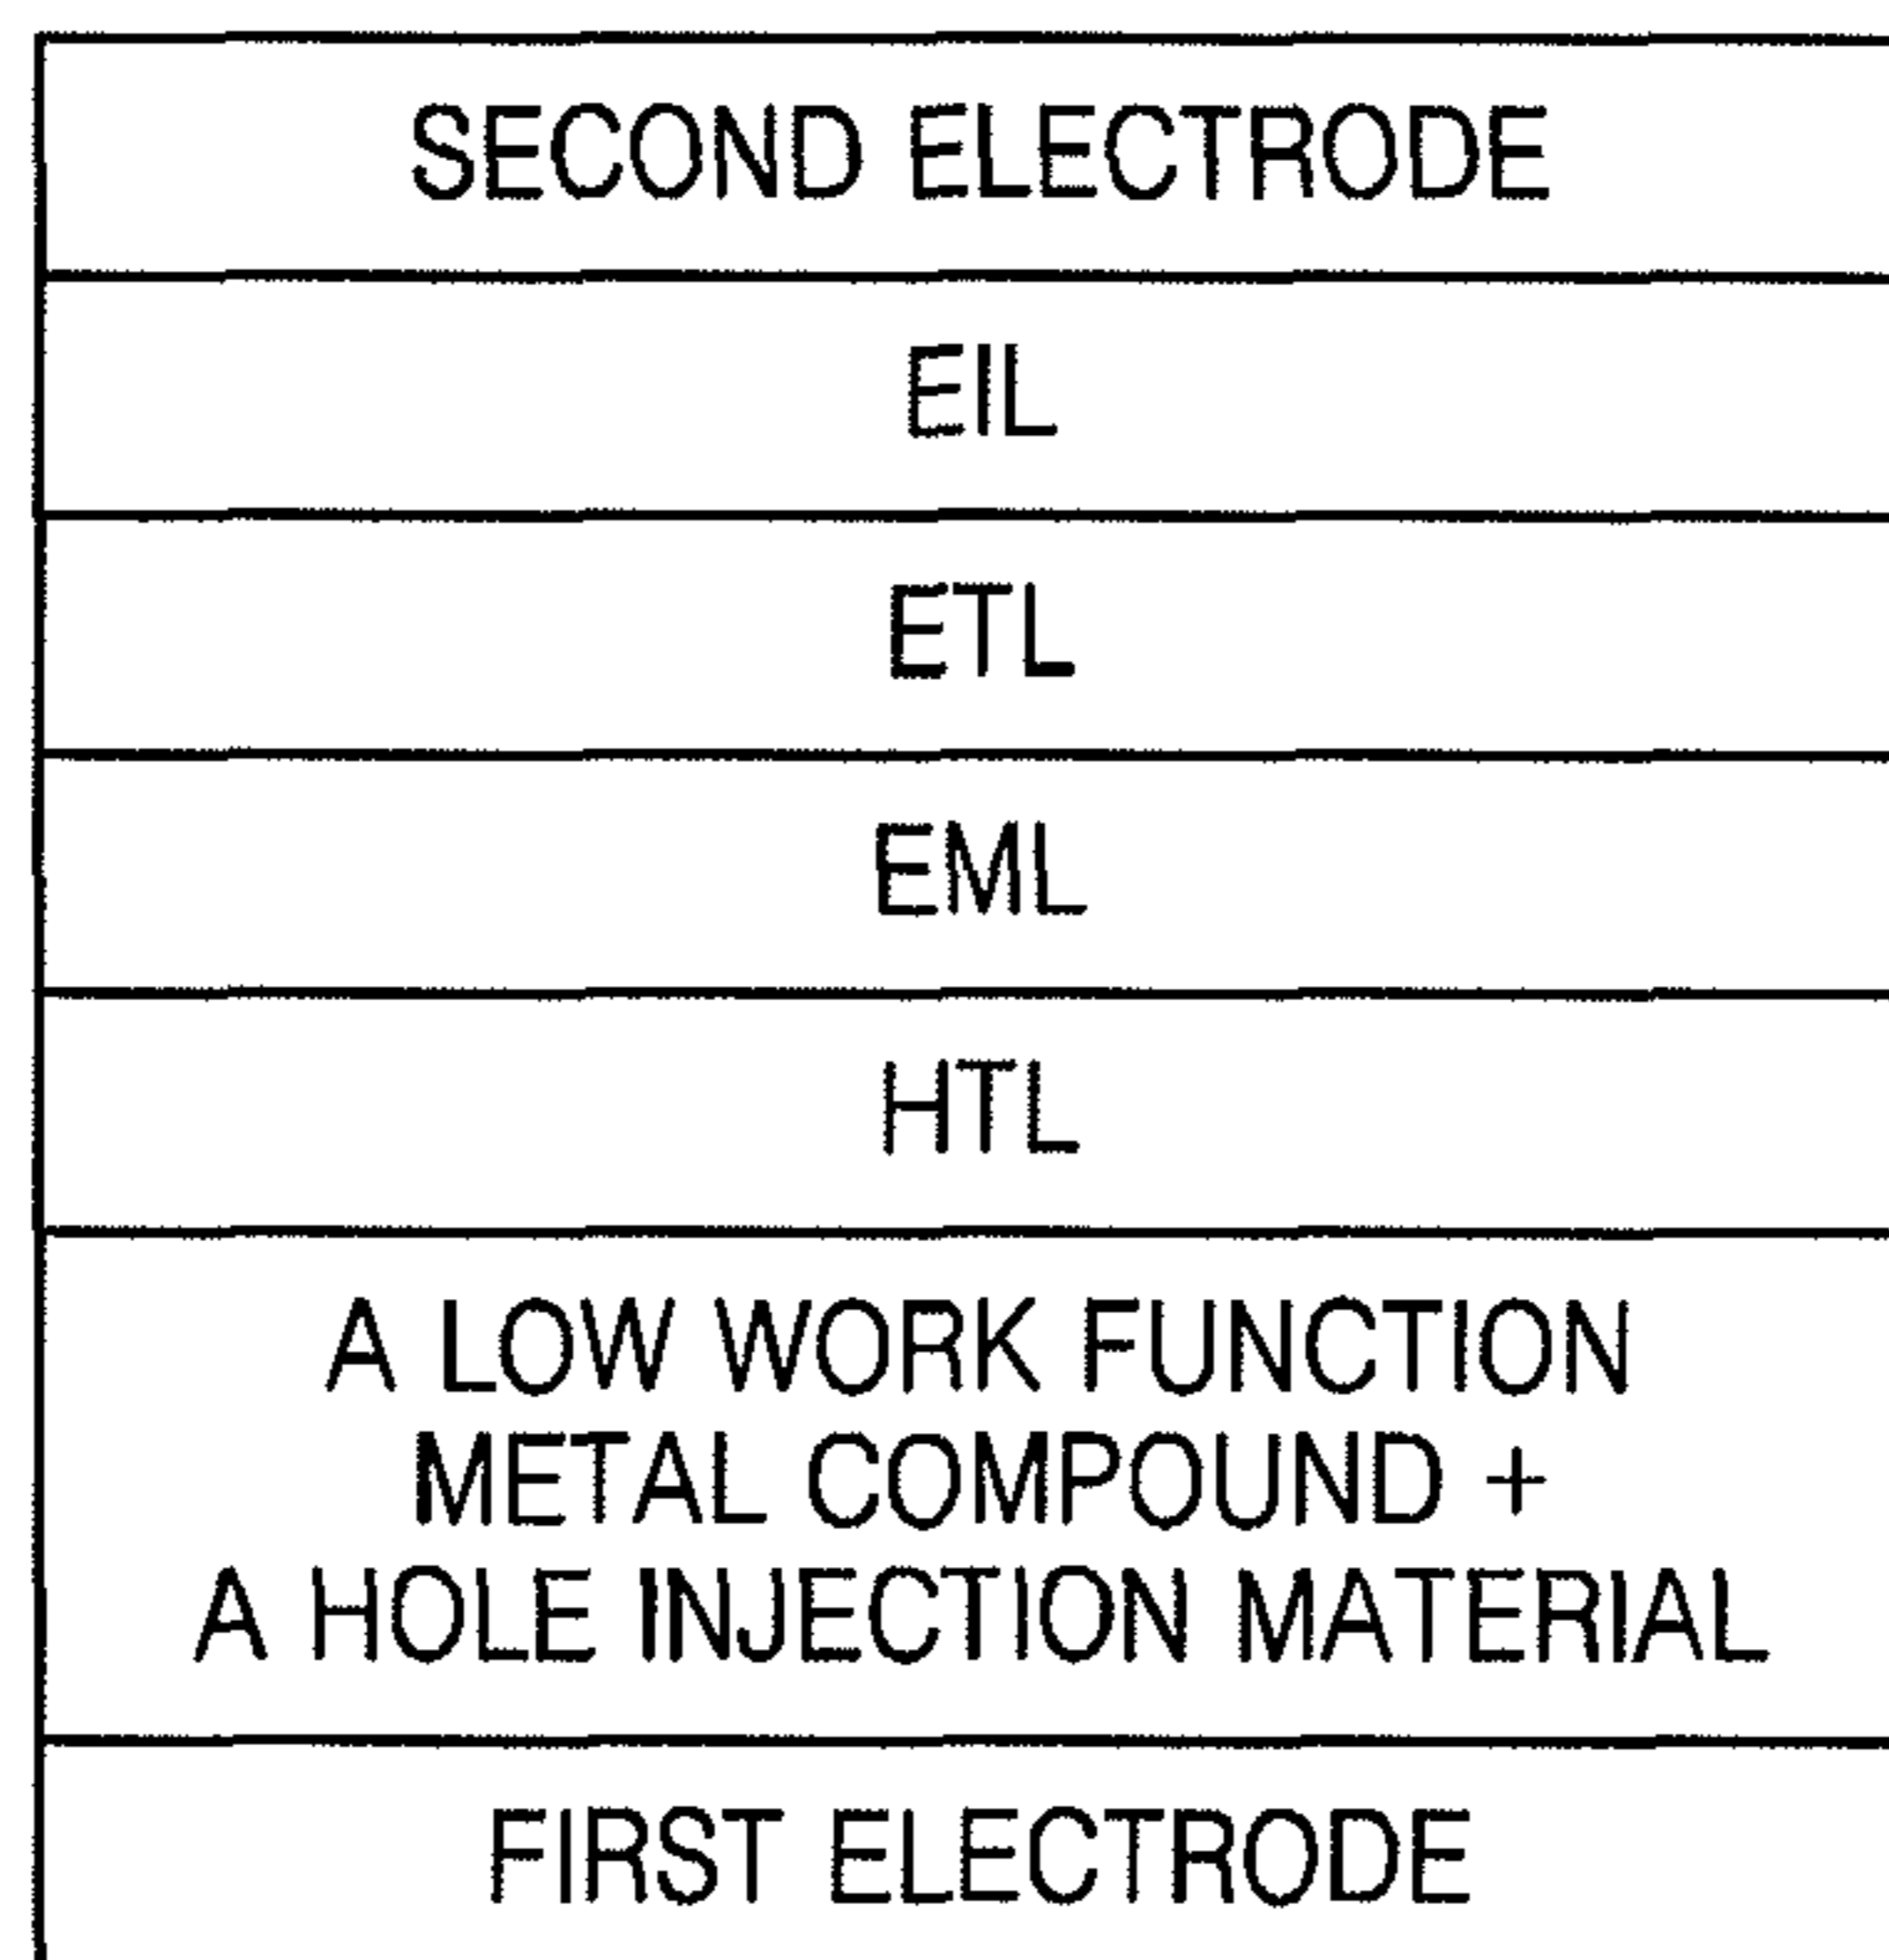 SECOND ELECTRODE
EIL
ETL
EML
HTL
A LOW WORK FUNCTION
METAL COMPOUND +
A HOLE INJECTION MATERIAL
FIRST ELECTRODE